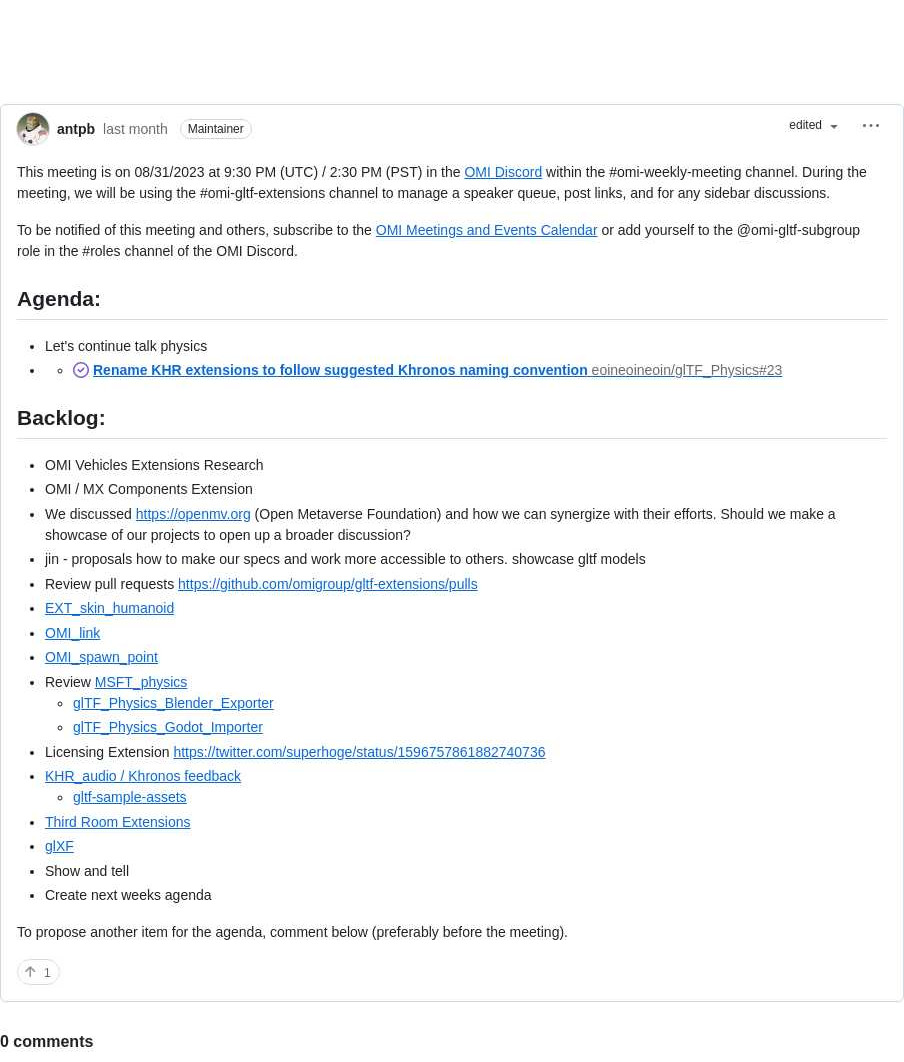 antpb last month Maintainer edited
This meeting is on 08/31/2023 at 9:30 PM (UTC) / 2:30 PM (PST) in the OMI Discord within the #omi-weekly-meeting channel. During the
meeting, we will be using the #omi-gltf-extensions channel to manage a speaker queue, post links, and for any sidebar discussions.
To be notified of this meeting and others, subscribe to the OMI Meetings and Events Calendar or add yourself to the @omi-gltf-subgroup
role in the #roles channel of the OMI Discord.
Agenda:
Let's continue talk physics
Rename KHR extensions to follow suggested Khronos naming convention eoineoineoin/glTF_Physics#23
Backlog:
OMI Vehicles Extensions Research
OMI / MX Components Extension
We discussed https://openmv.org (Open Metaverse Foundation) and how we can synergize with their efforts. Should we make a
showcase of our projects to open up a broader discussion?
jin - proposals how to make our specs and work more accessible to others. showcase gltf models
Review pull requests https://github.com/omigroup/gltf-extensions/pulls
EXT_skin_humanoid
OMI_link
OMI_spawn_point
Review MSFT_physics
glTF_Physics_Blender_Exporter
glTF_Physics_Godot_Importer
Licensing Extension https://twitter.com/superhoge/status/1596757861882740736
KHR_audio / Khronos feedback
gltf-sample-assets
Third Room Extensions
glXF
Show and tell
Create next weeks agenda
To propose another item for the agenda, comment below (preferably before the meeting).
1
0 comments